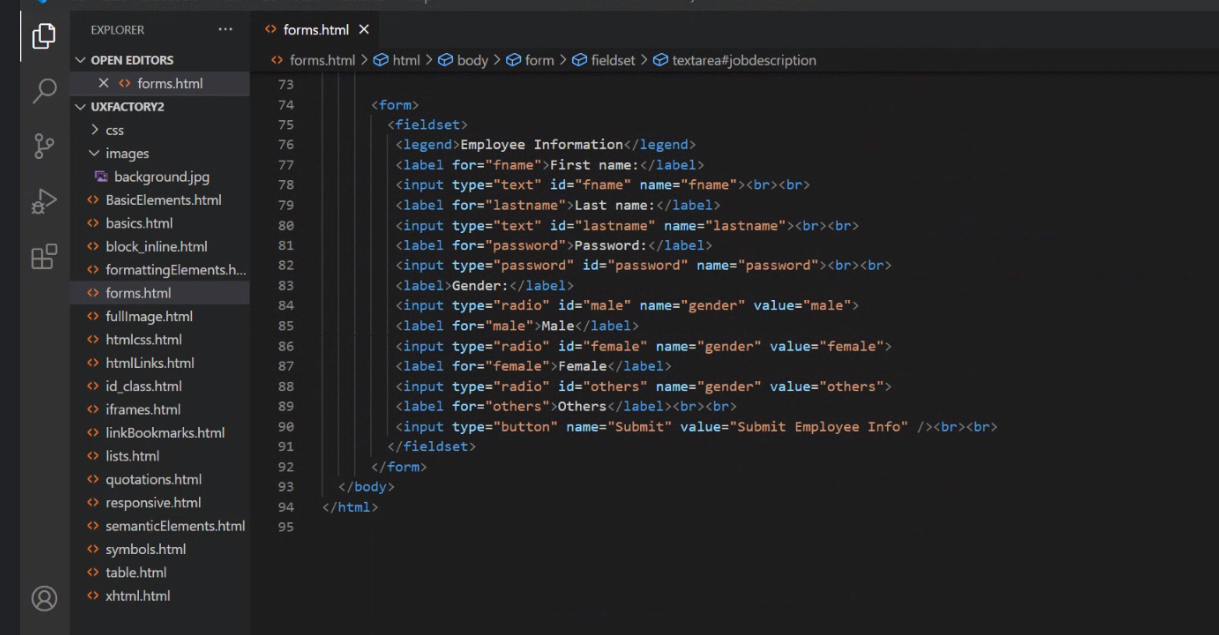 EXPLORER
···
OPEN EDITORS
forms.html
UXFACTORY2
css
images
background.jpg
BasicElements.html
basics.html
block_inline.html
formattingElements.h...
forms.html
fullImage.html
htmlcss.html
htmlLinks.html
id_class.html
iframes.html
linkBookmarks.html
lists.html
quotations.html
responsive.html
semanticElements.html
symbols.html
table.html
xhtml.html
forms.html
forms.html > html > body > form > fieldset > textarea#jobdescription
73
74 <form>
75 <fieldset>
76 <legend>Employee Information</legend>
77 <label for="fname">First name:</label>
78 <input type="text" id="fname" name="fname"><br><br>
79 <label for="lastname">Last name:</label>
80 <input type="text" id="lastname" name="lastname"><br><br>
81 <label for="password">Password:</label>
82 <input type="password" id="password" name="password"><br><br>
83 <label>Gender:</label>
84 <input type="radio" id="male" name="gender" value="male">
85 <label for="male">Male</label>
86 <input type="radio" id="female" name="gender" value="female">
87 <label for="female">Female</label>
88 <input type="radio" id="others" name="gender" value="others">
89 <label for="others">Others</label><br><br>
90 <input type="button" name="Submit" value="Submit Employee Info" /><br><br>
91 </fieldset>
92 </form>
93 </body>
94 </html>
95